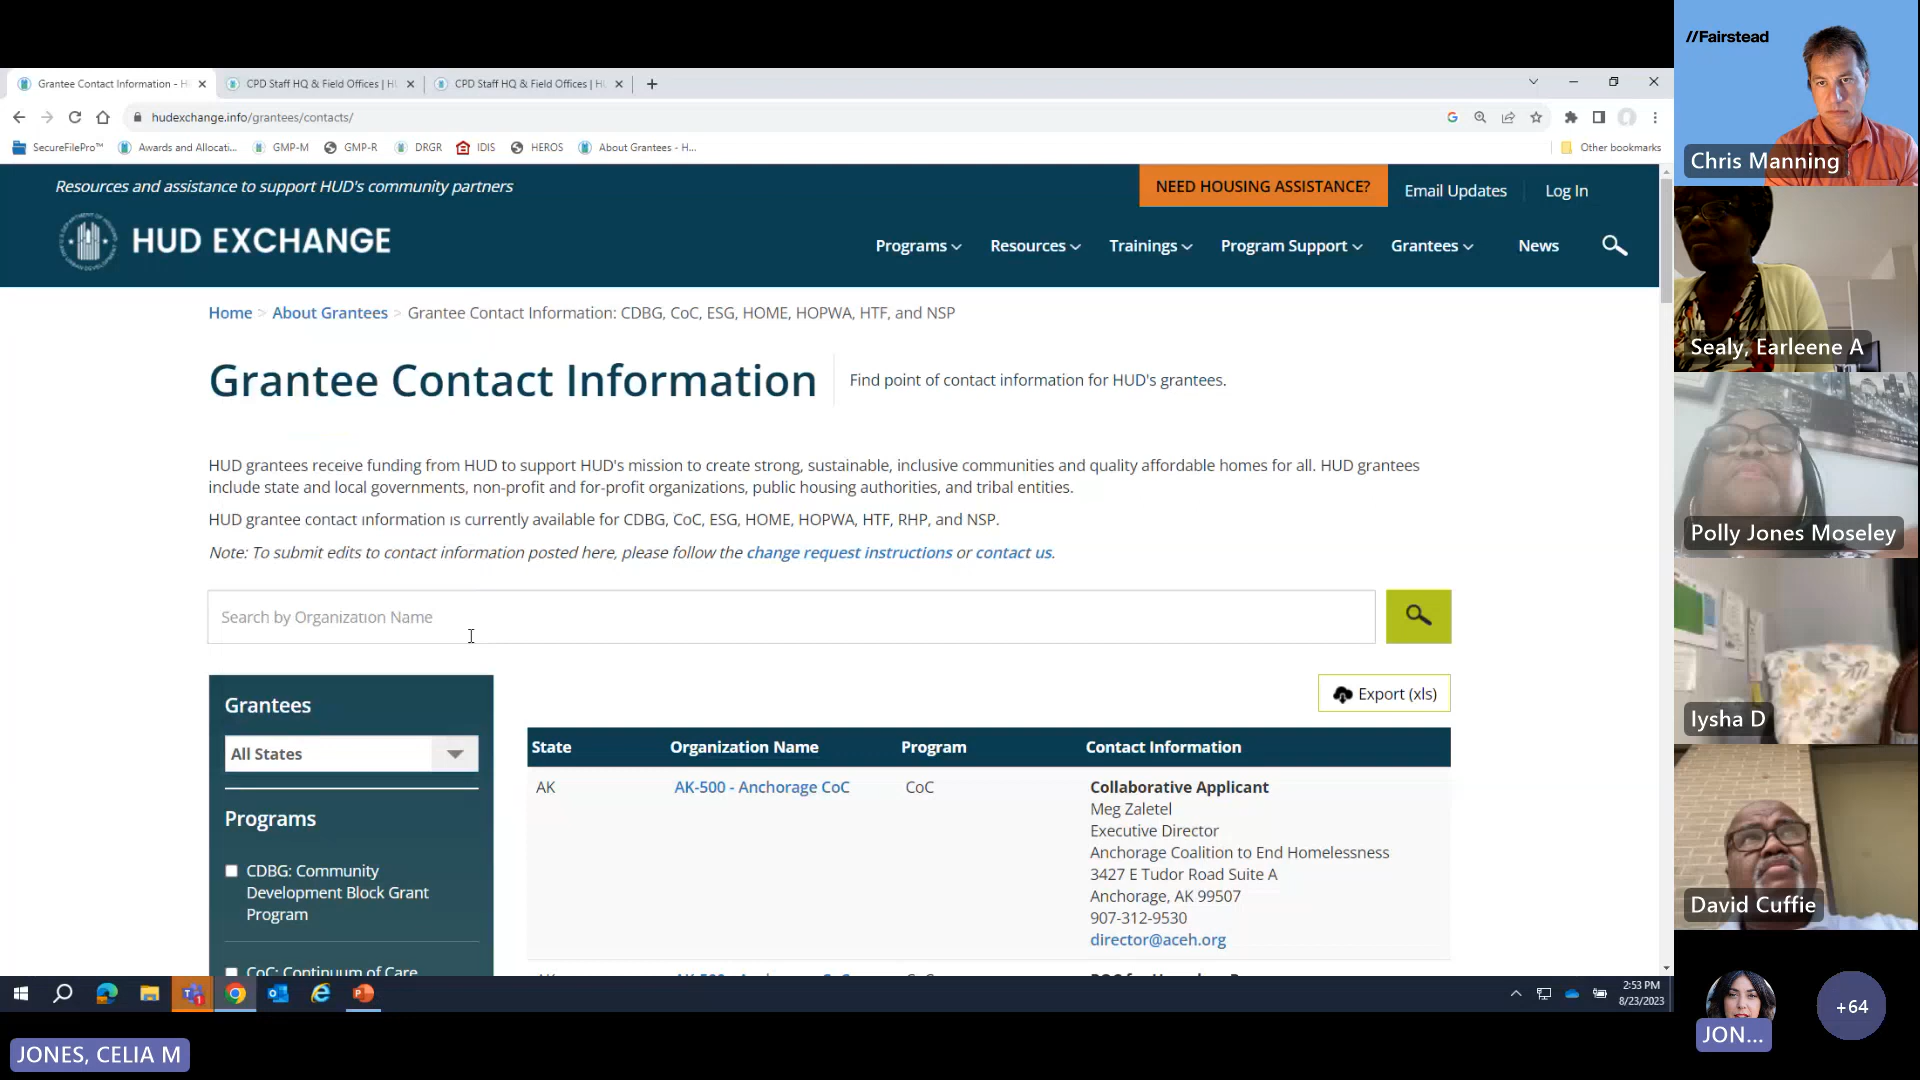 Grantee Contact Information - H
CPD Staff HQ & Field Offices | H
CPD Staff HQ & Field Offices | H
hudexchange.info/grantees/contacts/
SecureFilePro™ Awards and Allocati... GMP-M GMP-R DRGR IDIS HEROS About Grantees - H... Other bookmarks
Resources and assistance to support HUD's community partners
NEED HOUSING ASSISTANCE? Email Updates Log In
HUD EXCHANGE
Programs Resources Trainings Program Support Grantees News
Home > About Grantees > Grantee Contact Information: CDBG, CoC, ESG, HOME, HOPWA, HTF, and NSP
Grantee Contact Information
Find point of contact information for HUD's grantees.
HUD grantees receive funding from HUD to support HUD's mission to create strong, sustainable, inclusive communities and quality affordable homes for all. HUD grantees
include state and local governments, non-profit and for-profit organizations, public housing authorities, and tribal entities.
HUD grantee contact information is currently available for CDBG, CoC, ESG, HOME, HOPWA, HTF, RHP, and NSP.
Note: To submit edits to contact information posted here, please follow the change request instructions or contact us.
Search by Organization Name
Grantees
All States
Programs
CDBG: Community
Development Block Grant
Program
CoC: Continuum of Care
Export (xls)
State Organization Name Program Contact Information
AK AK-500 - Anchorage CoC CoC Collaborative Applicant
Meg Zaletel
Executive Director
Anchorage Coalition to End Homelessness
3427 E Tudor Road Suite A
Anchorage, AK 99507
907-312-9530
director@aceh.org
2:53 PM
8/23/2023
JONES, CELIA M
//Fairstead
Chris Manning
Sealy, Earleene A
Polly Jones Moseley
Iysha D
David Cuffie
JON...
+64